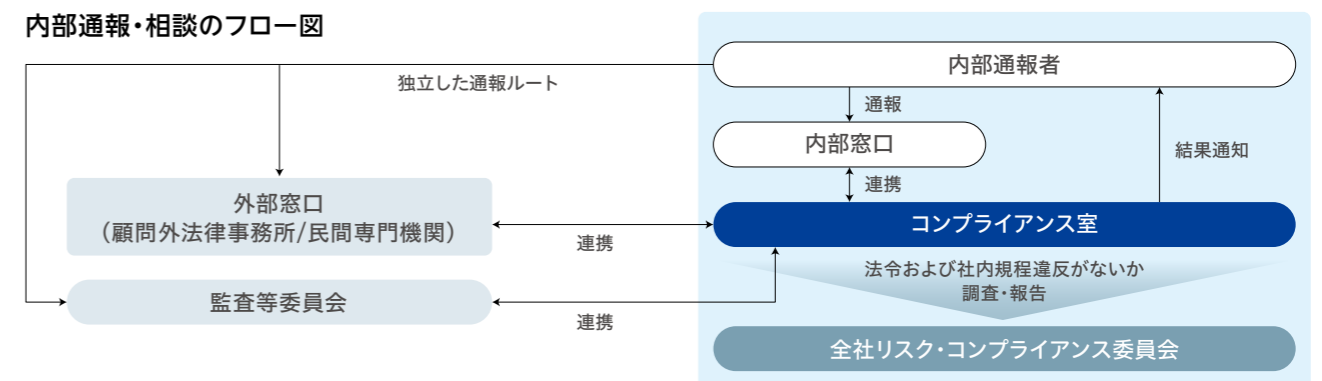 内部通報・相談のフロー図
内部通報者
独立した通報ルート
通報
内部窓口
結果通知
連携
外部窓口
（顧問外法律事務所/民間専門機関）
連携
コンプライアンス室
法令および社内規程違反がないか
調査・報告
監査等委員会
連携
全社リスク・コンプライアンス委員会